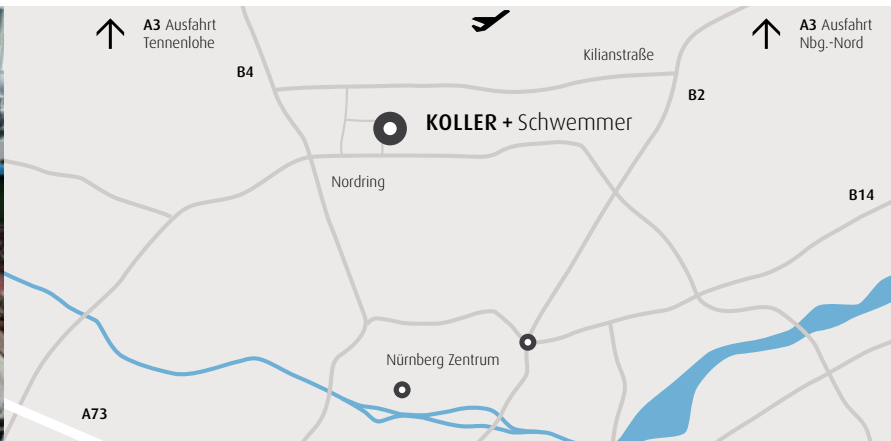 A3 Ausfahrt
Tennenlohe
A3 Ausfahrt
Nbg.-Nord
Kilianstraße
B4
B2
KOLLER + Schwemmer
Nordring
B14
Nürnberg Zentrum
A73